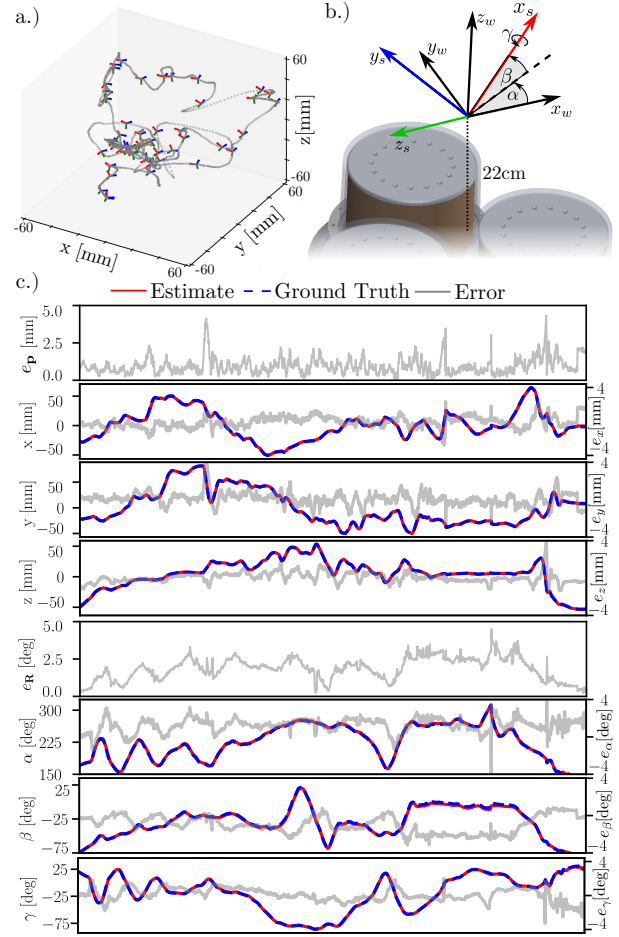 a.)
60
z[mm]
-60
60
y [mm]
-60
60
x [mm]
-60
b.)
x_s
z_w
γ
y_s
y_w
β
α
x_w
z_s
22cm
c.)
Estimate Ground Truth Error
5.0
2.5
0.0
e_p [mm]
50
0
−50
x [mm]
4
−4
e_x[mm]
50
0
−50
y [mm]
4
−4
e_y[mm]
50
0
−50
z [mm]
4
−4
e_z[mm]
5.0
2.5
0.0
e_R [deg]
300
225
150
α [deg]
4
−4
e_α[deg]
25
−25
−75
β [deg]
4
−4
e_β[deg]
25
−25
−75
γ [deg]
4
−4
e_γ[deg]